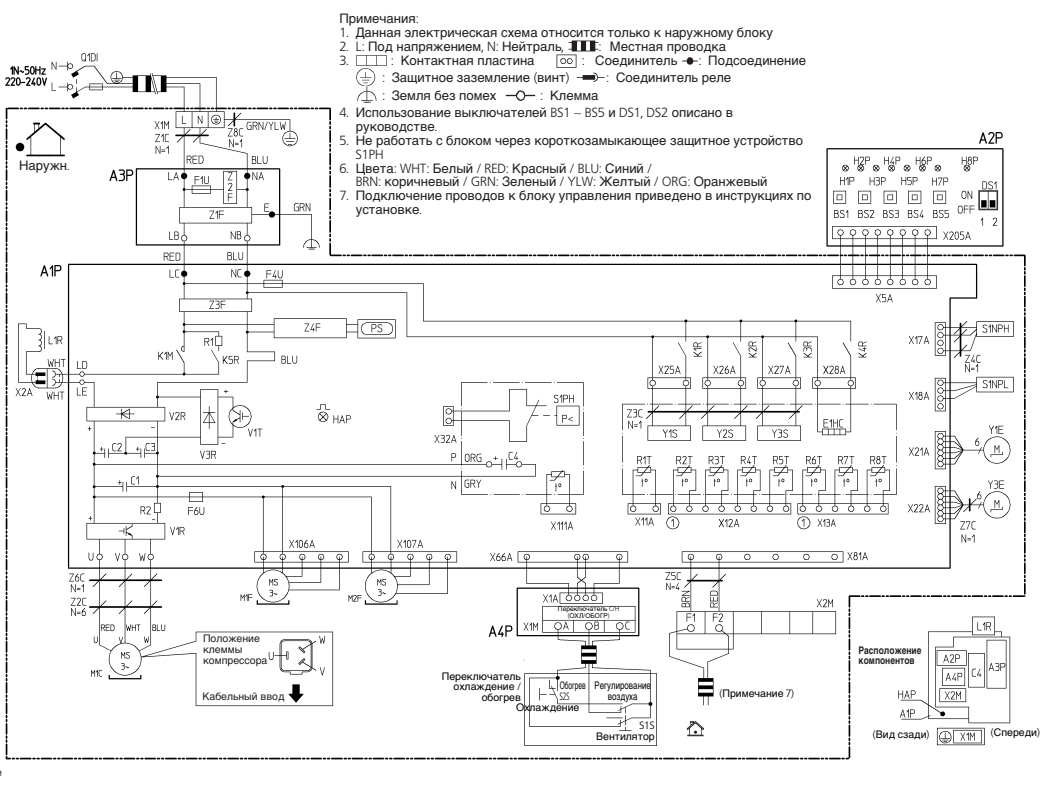 Примечания:
1. Данная электрическая схема относится только к наружному блоку
2. L: Под напряжением, N: Нейтраль, : Местная проводка
3. : Контактная пластина : Соединитель : Подсоединение
: Защитное заземление (винт) : Соединитель реле
: Земля без помех : Клемма
4. Использование выключателей BS1 ~ BS5 и DS1, DS2 описано в
руководстве.
5. Не работать с блоком через короткозамыкающее защитное устройство
S1PH
6. Цвета: WHT: Белый / RED: Красный / BLU: Синий /
BRN: коричневый / GRN: Зеленый / YLW: Желтый / ORG: Оранжевый
7. Подключение проводов к блоку управления приведено в инструкциях по
установке.
1N~50Hz
220-240V
N
L
Q1DI
Наружн.
X1M
L N
Z1C
N=1
Z8C
N=1
GRN/YLW
RED
BLU
A3P
LA
NA
F1U
Z2F
Z1F
E
GRN
LB
NB
RED
BLU
A2P
H2P H4P H6P H8P
H1P H3P H5P H7P
BS1 BS2 BS3 BS4 BS5
ON
OFF
DS1
1 2
X205A
X5A
A1P
LC
NC
F4U
Z3F
Z4F
PS
R1
K1M
K5R
BLU
L1R
WHT
WHT
X2A
LD
LE
V2R
V3R
V1T
C2
C3
HAP
C1
R2
F6U
V1R
P
ORG
C4
N
GRY
X32A
S1PH
P<
t°
X111A
K1R
K2R
K3R
K4R
X25A X26A X27A X28A
Z3C
N=1
Y1S Y2S Y3S
E1HC
R1T R2T R3T R4T R5T R6T R7T R8T
t° t° t° t° t° t° t° t°
X11A
1
X12A
1
X13A
X17A
S1NPH
Z4C
N=1
X18A
S1NPL
X21A
6
Y1E
M
X22A
6
Y3E
M
Z7C
N=1
U V W
X106A
X107A
X66A
X81A
Z6C
N=1
Z2C
N=6
RED WHT BLU
U V W
MS
3~
M1C
MS
3~
M1F
MS
3~
M2F
Положение
клеммы
компрессора
U
W
V
Кабельный ввод
X1A
Переключатель C/H
(ОХЛ/ОБОГР)
X1M
A B C
A4P
Переключатель
охлаждение /
обогрев
Обогрев
S2S
Охлаждение
Регулирование
воздуха
S1S
Вентилятор
Z5C
N=4
BRN
RED
F1 F2
X2M
(Примечание 7)
Расположение
компонентов
L1R
A2P
A4P
C4
A3P
X2M
HAP
A1P
(Вид сзади)
X1M
(Спереди)